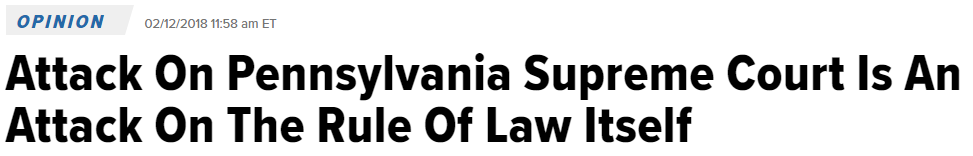 OPINION 02/12/2018 11:58 am ET
Attack On Pennsylvania Supreme Court Is An
Attack On The Rule Of Law Itself